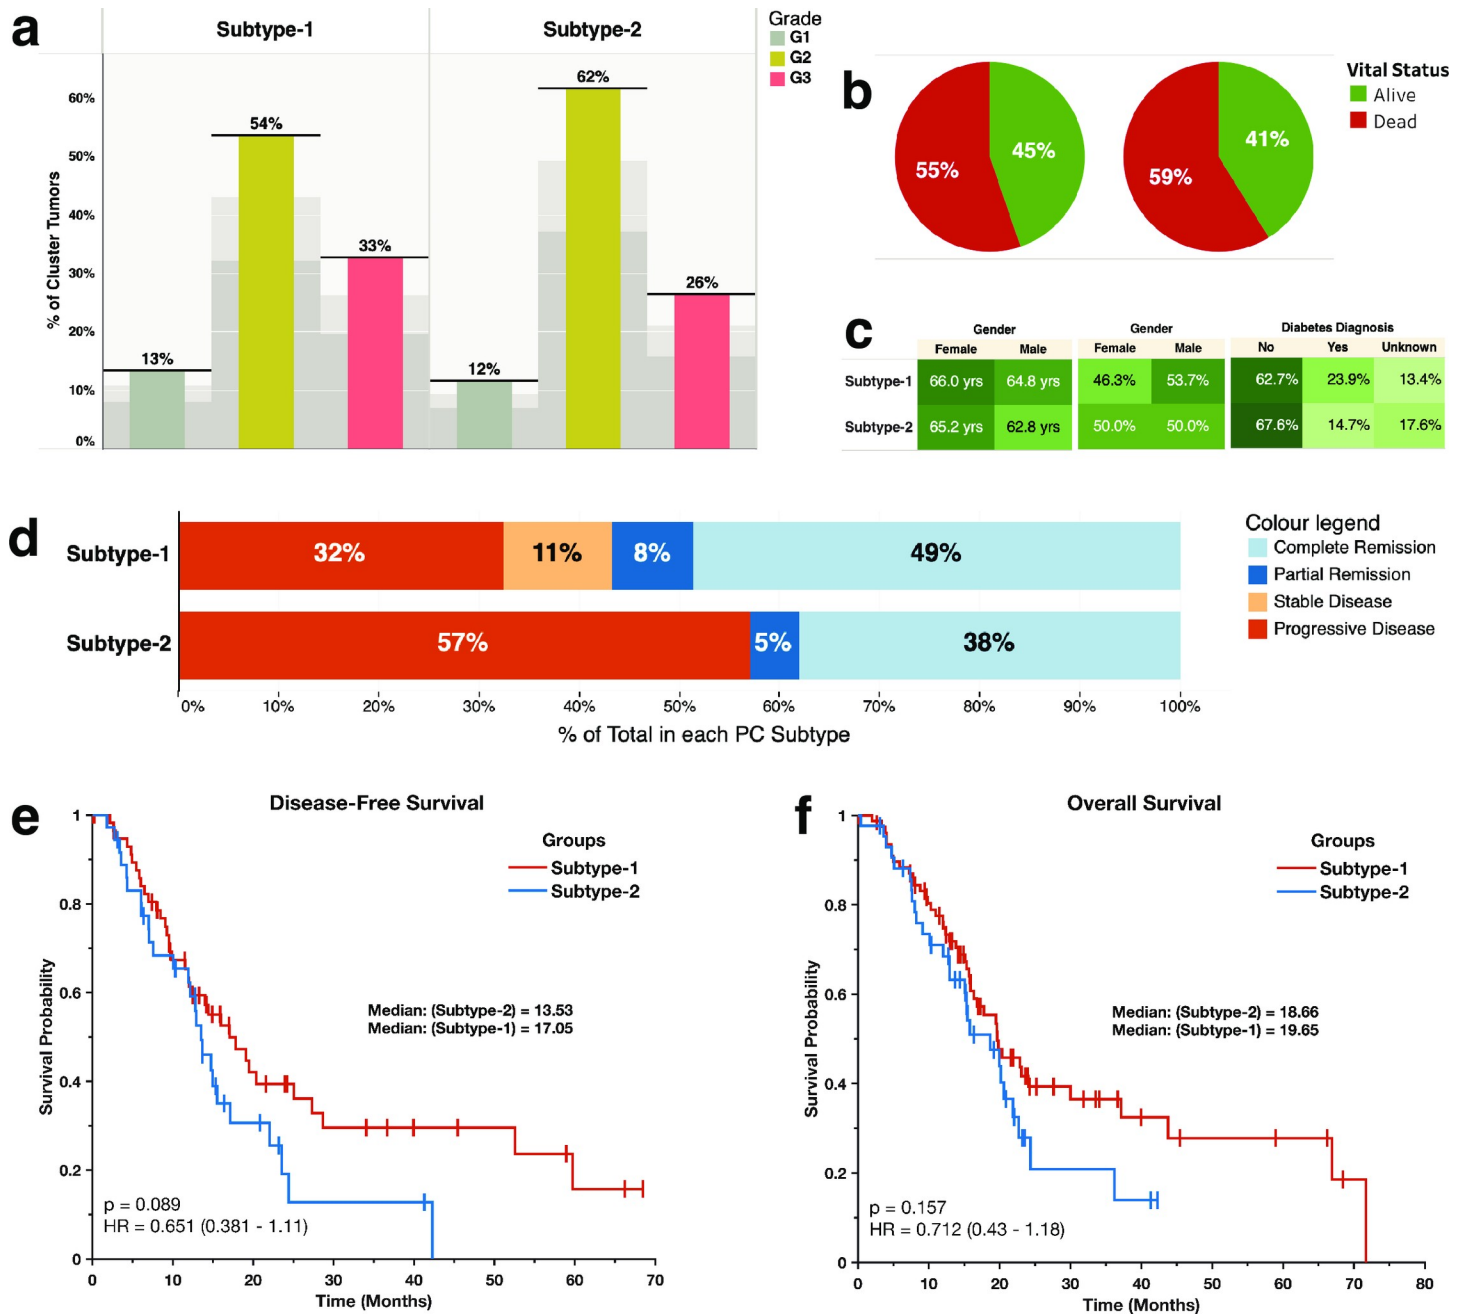 a
Subtype-1
Subtype-2
Grade
G1
G2
G3
% of Cluster Tumors
60%
50%
40%
30%
20%
10%
0%
13%
54%
33%
12%
62%
26%
b
55%
45%
59%
41%
Vital Status
Alive
Dead
c
Gender
Gender
Diabetes Diagnosis
Female Male Female Male No Yes Unknown
Subtype-1 66.0 yrs 64.8 yrs 46.3% 53.7% 62.7% 23.9% 13.4%
Subtype-2 65.2 yrs 62.8 yrs 50.0% 50.0% 67.6% 14.7% 17.6%
d
Subtype-1 32% 11% 8% 49%
Subtype-2 57% 5% 38%
0% 10% 20% 30% 40% 50% 60% 70% 80% 90% 100%
% of Total in each PC Subtype
Colour legend
Complete Remission
Partial Remission
Stable Disease
Progressive Disease
e
Disease-Free Survival
Groups
Subtype-1
Subtype-2
Median: (Subtype-2) = 13.53
Median: (Subtype-1) = 17.05
p = 0.089
HR = 0.651 (0.381 - 1.11)
Survival Probability
1
0.8
0.6
0.4
0.2
0
0 10 20 30 40 50 60 70
Time (Months)
f
Overall Survival
Groups
Subtype-1
Subtype-2
Median: (Subtype-2) = 18.66
Median: (Subtype-1) = 19.65
p = 0.157
HR = 0.712 (0.43 - 1.18)
Survival Probability
1
0.8
0.6
0.4
0.2
0
0 10 20 30 40 50 60 70 80
Time (Months)